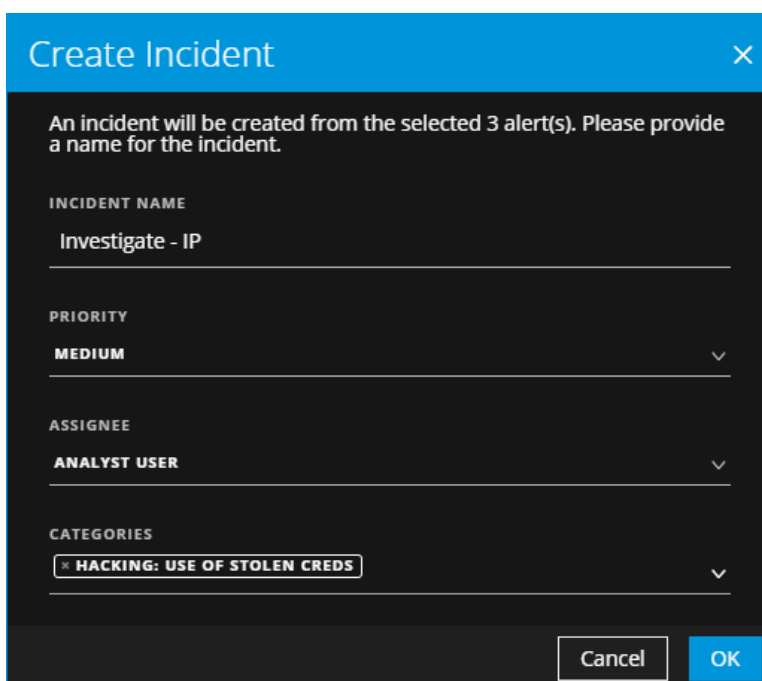 Create Incident
An incident will be created from the selected 3 alert(s). Please provide
a name for the incident.
INCIDENT NAME
Investigate - IP
PRIORITY
MEDIUM
ASSIGNEE
ANALYST USER
CATEGORIES
× HACKING: USE OF STOLEN CREDS
Cancel OK